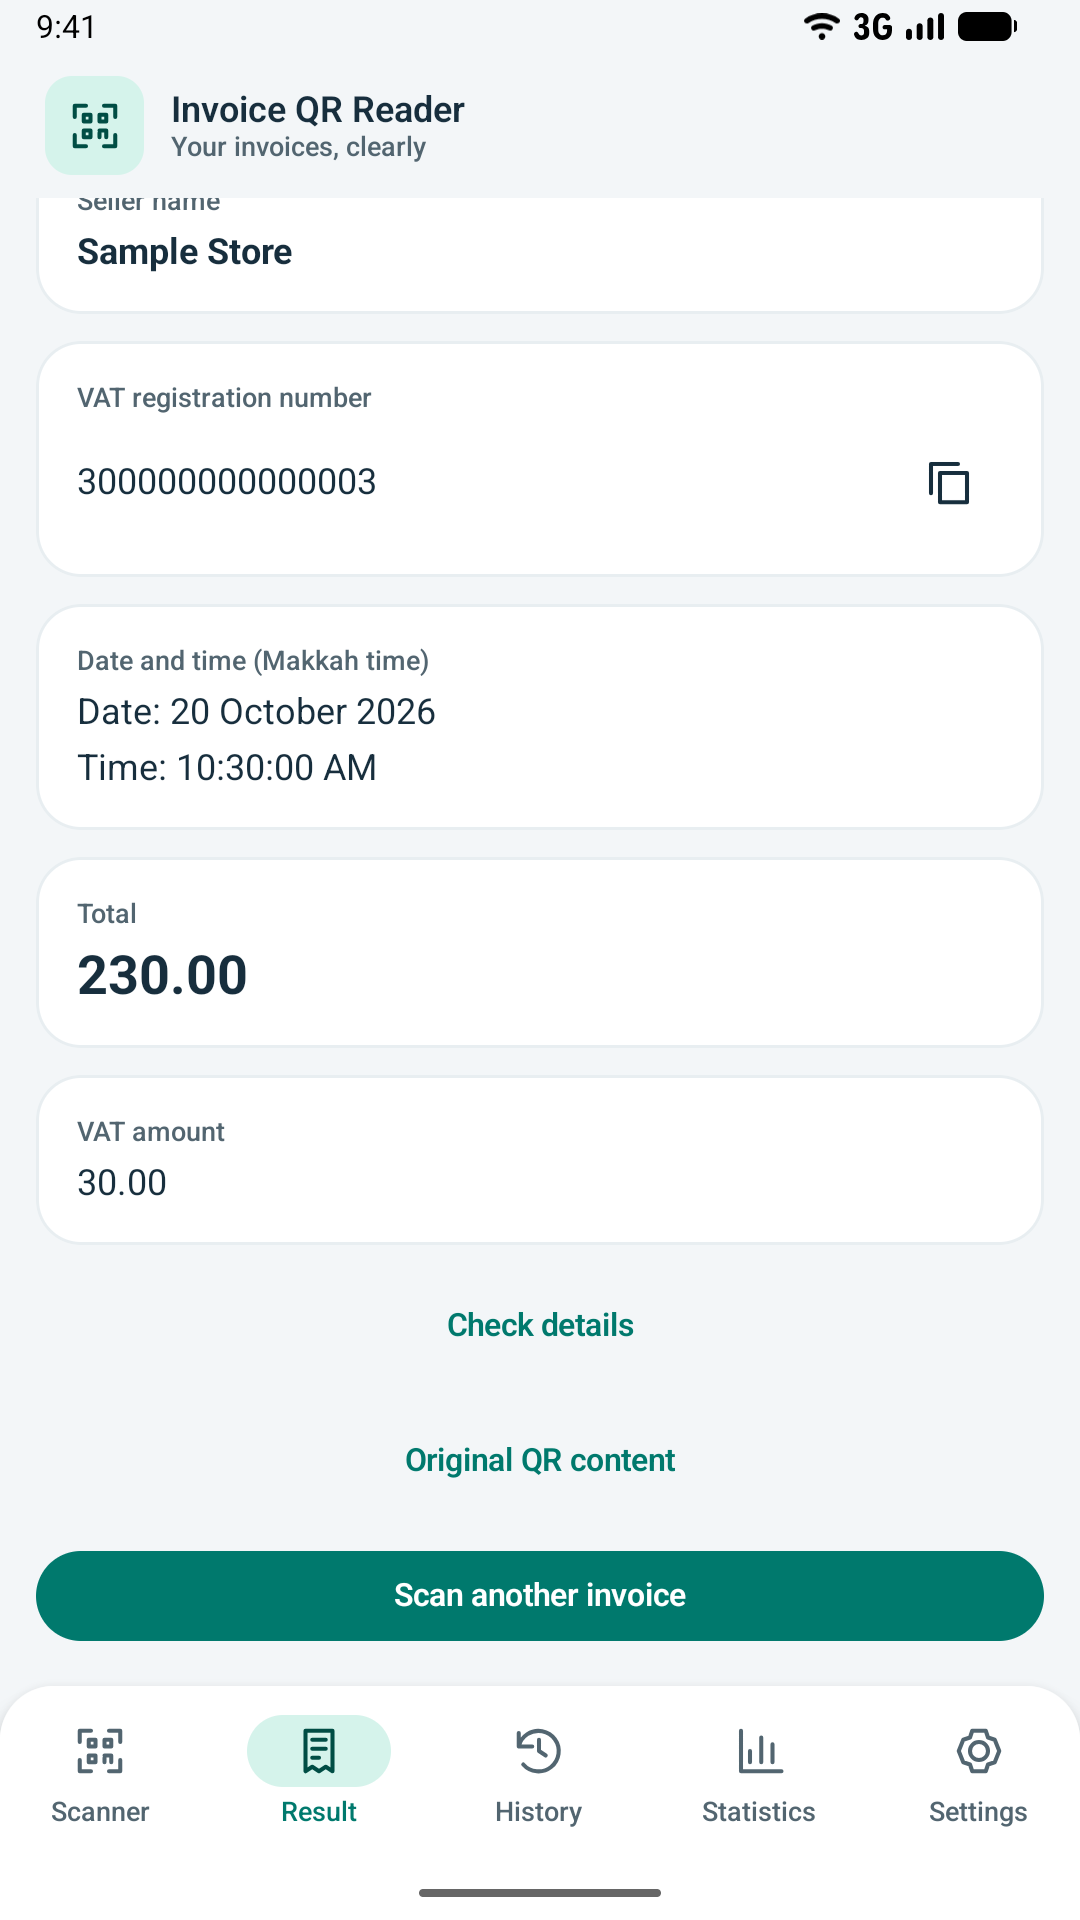 9:41
3G
Invoice QR Reader
Your invoices, clearly
Seller name
Sample Store
VAT registration number
300000000000003
Date and time (Makkah time)
Date: 20 October 2026
Time: 10:30:00 AM
Total
230.00
VAT amount
30.00
Check details
Original QR content
Scan another invoice
Scanner
Result
History
Statistics
Settings